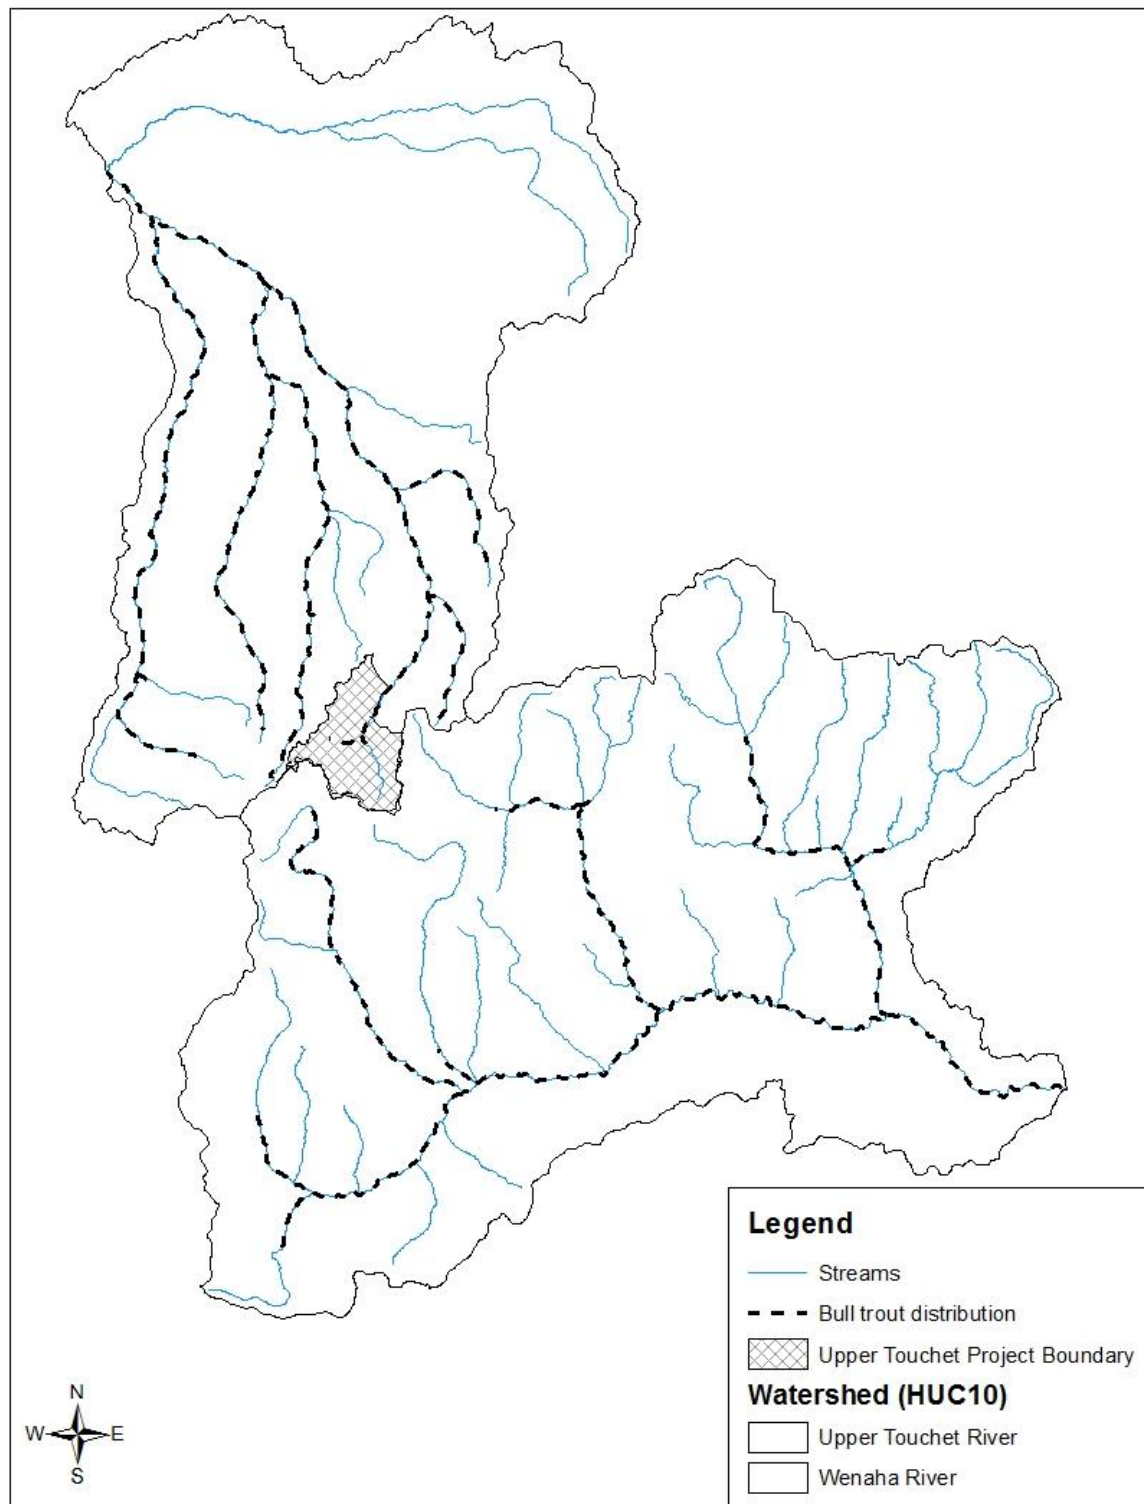 Legend
Streams
Bull trout distribution
Upper Touchet Project Boundary
Watershed (HUC10)
Upper Touchet River
Wenaha River
N
W E
S